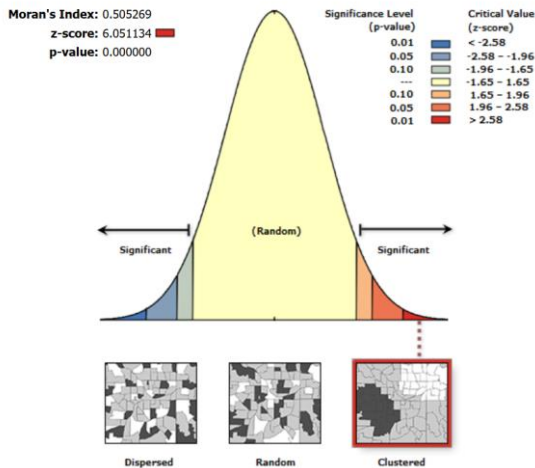 Moran's Index: 0.505269
z-score: 6.051134
p-value: 0.000000
Significance Level
(p-value)
Critical Value
(z-score)
0.01 < -2.58
0.05 -2.58 – -1.96
0.10 -1.96 – -1.65
--- -1.65 – 1.65
0.10 1.65 – 1.96
0.05 1.96 – 2.58
0.01 > 2.58
Significant
(Random)
Significant
Dispersed
Random
Clustered